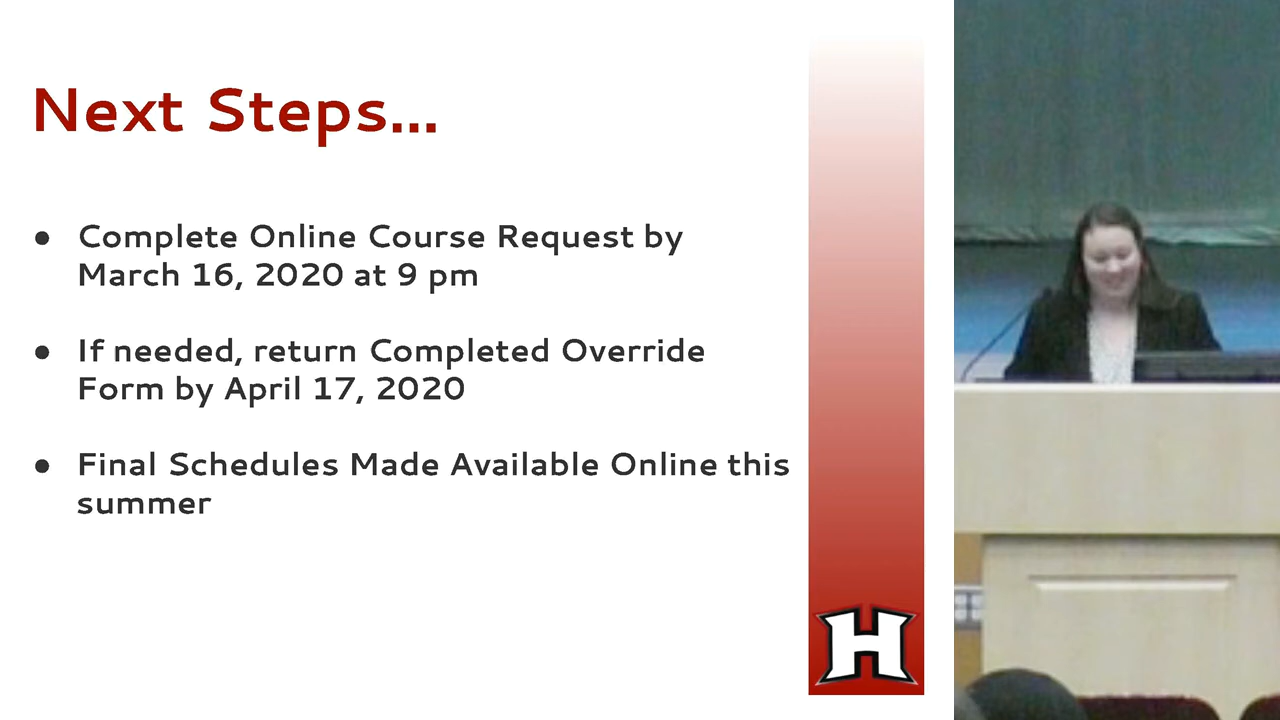 Next Steps...
● Complete Online Course Request by
March 16, 2020 at 9 pm
● If needed, return Completed Override
Form by April 17, 2020
● Final Schedules Made Available Online this
summer
H